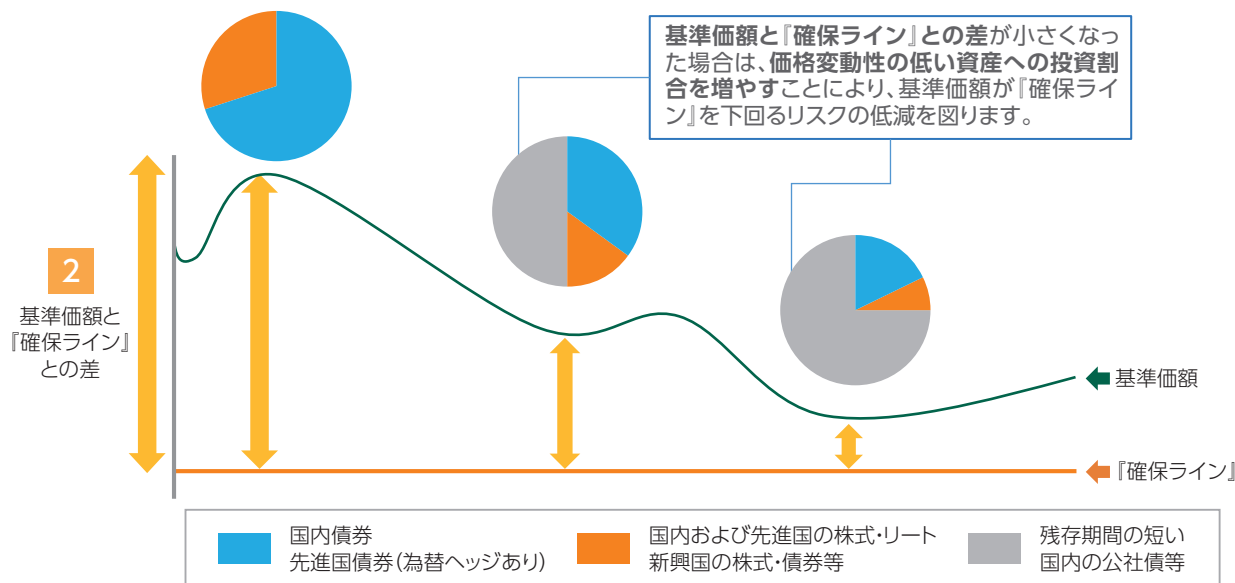 基準価額と『確保ライン』との差が小さくなっ
た場合は、価格変動性の低い資産への投資割
合を増やすことにより、基準価額が『確保ライ
ン』を下回るリスクの低減を図ります。
2
基準価額と
『確保ライン』
との差
基準価額
『確保ライン』
国内債券
先進国債券(為替ヘッジあり)
国内および先進国の株式・リート
新興国の株式・債券等
残存期間の短い
国内の公社債等